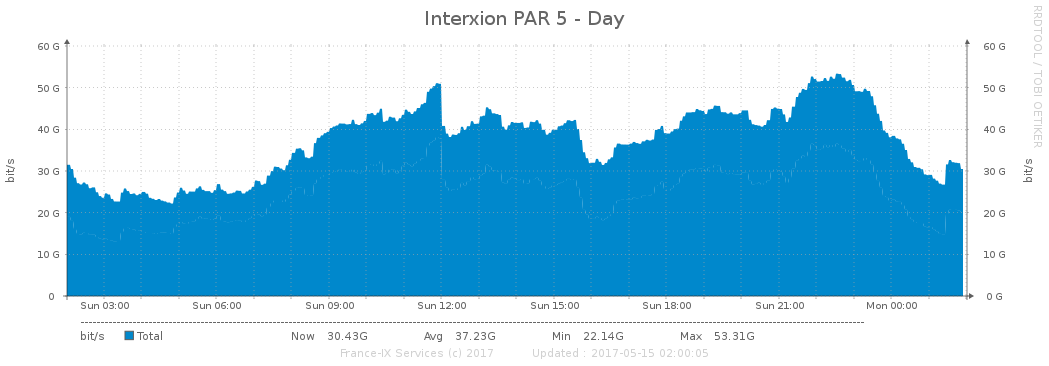 Interxion PAR 5 - Day
RRDTOOL / TOBI OETIKER
60 G 60 G
50 G 50 G
40 G 40 G
30 G 30 G
20 G 20 G
10 G 10 G
0 0 G
bit/s
bit/s
Sun 03:00 Sun 06:00 Sun 09:00 Sun 12:00 Sun 15:00 Sun 18:00 Sun 21:00 Mon 00:00
bit/s Total Now 30.43G Avg 37.23G Min 22.14G Max 53.31G
France-IX Services (c) 2017 Updated : 2017-05-15 02:00:05